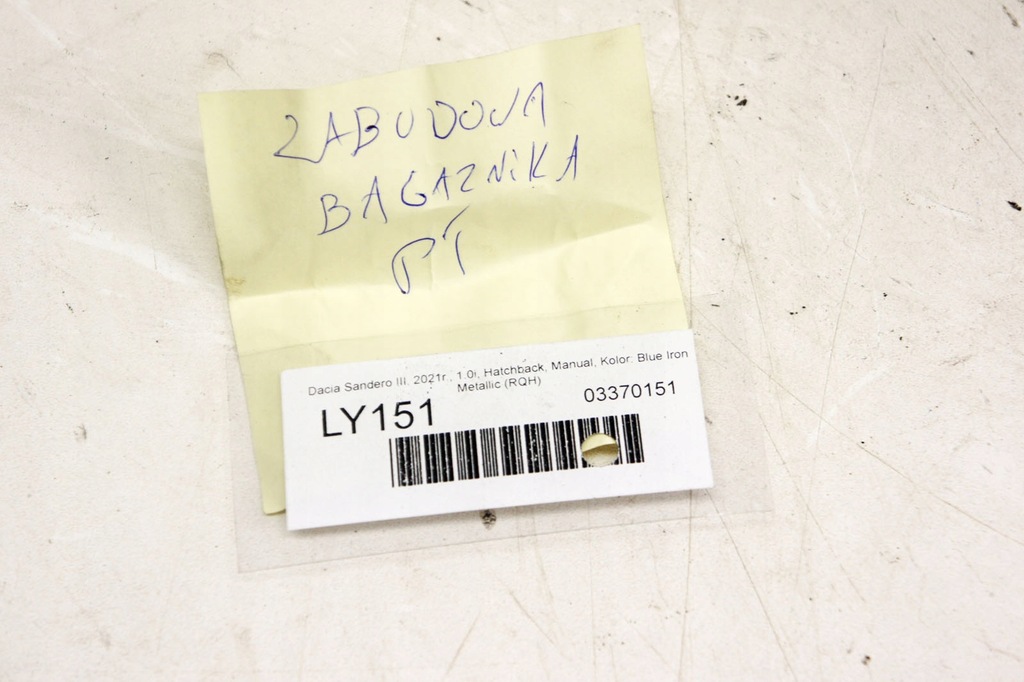 ZABUDOWA
BAGAZNIKA
PT
Dacia Sandero III, 2021r., 1.0i, Hatchback, Manual, Kolor: Blue Iron
Metallic (RQH)
LY151
03370151